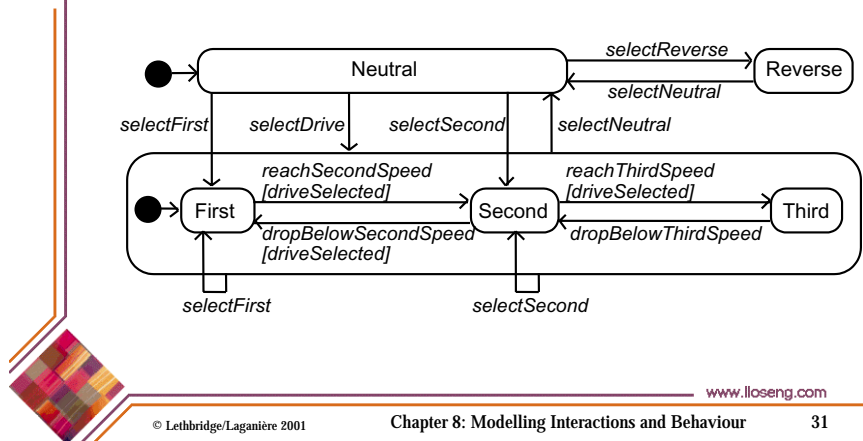 selectReverse
Neutral
Reverse
selectNeutral
selectFirst
selectDrive
selectSecond
selectNeutral
reachSecondSpeed
[driveSelected]
reachThirdSpeed
[driveSelected]
First
Second
Third
dropBelowSecondSpeed
[driveSelected]
dropBelowThirdSpeed
selectFirst
selectSecond
www.lloseng.com
© Lethbridge/Laganière 2001
Chapter 8: Modelling Interactions and Behaviour
31